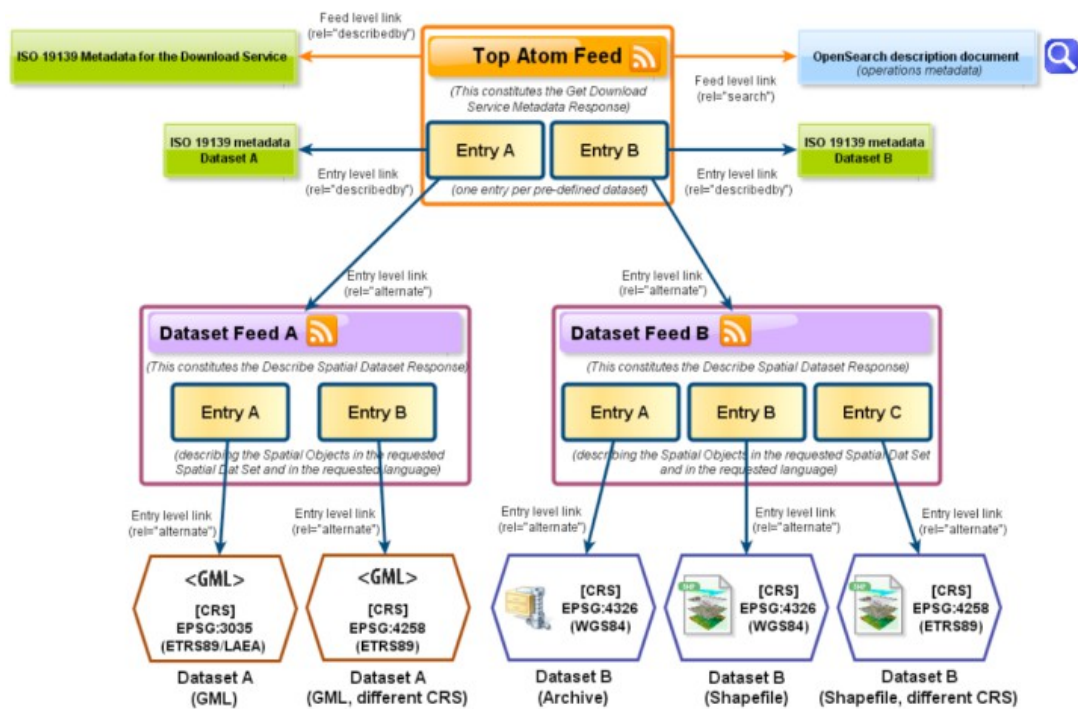 Feed level link
(rel="describedby")
ISO 19139 Metadata for the Download Service
Top Atom Feed
(This constitutes the Get Download
Service Metadata Response)
OpenSearch description document
(operations metadata)
Feed level link
(rel="search")
ISO 19139 metadata
Dataset A
Entry A
Entry B
ISO 19139 metadata
Dataset B
Entry level link
(rel="describedby")
(one entry per pre-defined dataset)
Entry level link
(rel="describedby")
Entry level link
(rel="alternate")
Entry level link
(rel="alternate")
Dataset Feed A
(This constitutes the Describe Spatial Dataset Response)
Entry A
Entry B
(describing the Spatial Objects in the requested
Spatial Dat Set and in the requested language)
Dataset Feed B
(This constitutes the Describe Spatial Dataset Response)
Entry A
Entry B
Entry C
(describing the Spatial Objects in the requested Spatial Dat Set
and in the requested language)
Entry level link
(rel="alternate")
Entry level link
(rel="alternate")
Entry level link
(rel="alternate")
Entry level link
(rel="alternate")
Entry level link
(rel="alternate")
<GML>
[CRS]
EPSG:3035
(ETRS89/LAEA)
<GML>
[CRS]
EPSG:4258
(ETRS89)
[CRS]
EPSG:4326
(WGS84)
SHP
[CRS]
EPSG:4326
(WGS84)
SHP
[CRS]
EPSG:4258
(ETRS89)
Dataset A
(GML)
Dataset A
(GML, different CRS)
Dataset B
(Archive)
Dataset B
(Shapefile)
Dataset B
(Shapefile, different CRS)